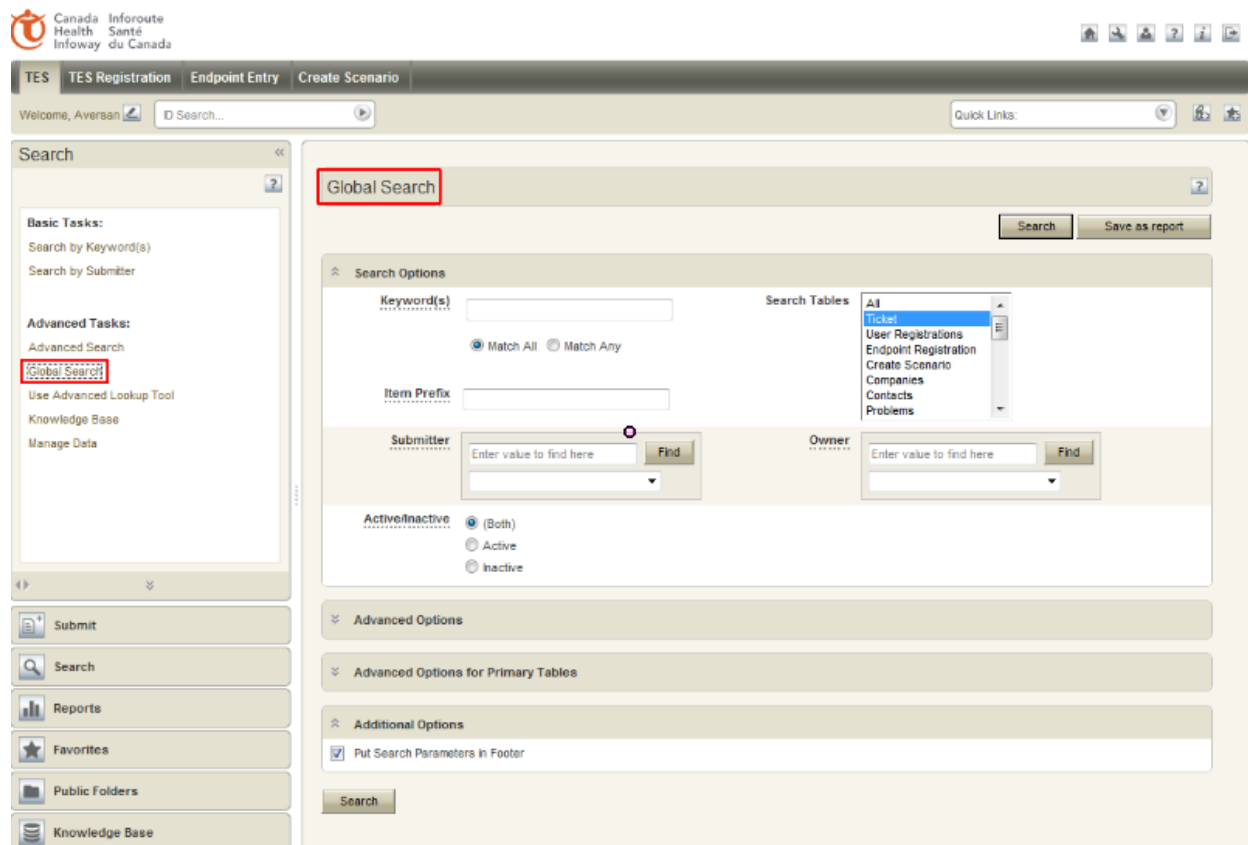 Canada Inforoute
Health Santé
Infoway du Canada
TES TES Registration Endpoint Entry Create Scenario
Welcome, Aversan
ID Search...
Quick Links:
Search
Global Search
Search Save as report
Basic Tasks:
Search by Keyword(s)
Search by Submitter
Advanced Tasks:
Advanced Search
Global Search
Use Advanced Lookup Tool
Knowledge Base
Manage Data
Search Options
Keyword(s)
Match All Match Any
Item Prefix
Search Tables
All
Ticket
User Registrations
Endpoint Registration
Create Scenario
Companies
Contacts
Problems
Submitter
Enter value to find here
Find
Owner
Enter value to find here
Find
Active/Inactive
(Both)
Active
Inactive
Advanced Options
Advanced Options for Primary Tables
Additional Options
Put Search Parameters in Footer
Search
Submit
Search
Reports
Favorites
Public Folders
Knowledge Base